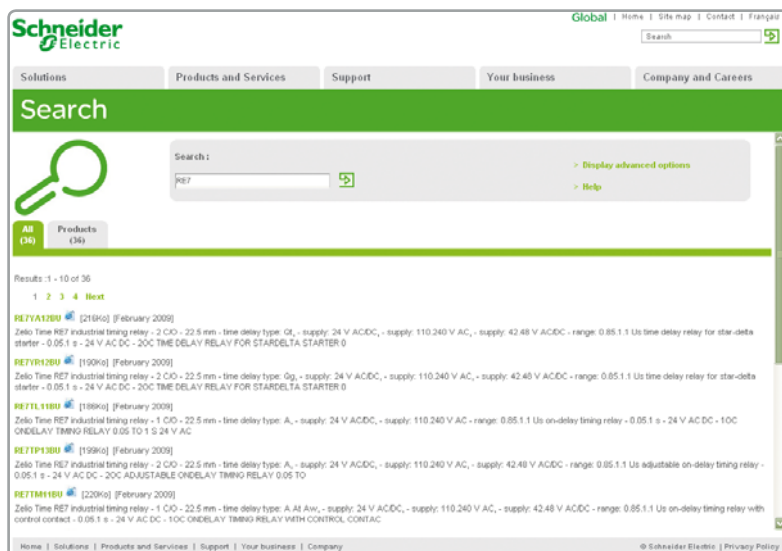 Global | Home | Site map | Contact | Français
Schneider
Electric
Search
Solutions
Products and Services
Support
Your business
Company and Careers
Search
Search :
RE7
> Display advanced options
> Help
All
(36)
Products
(36)
Results :1 - 10 of 36
1 2 3 4 Next
RE7YA12BU [216Ko] [February 2009]
Zelio Time RE7 industrial timing relay - 2 C/O - 22.5 mm - time delay type: Qt, - supply: 24 V AC/DC, - supply: 110.240 V AC, - supply: 42.48 V AC/DC - range: 0.85.1.1 Us time delay relay for star-delta
starter - 0.05.1 s - 24 V AC DC - 2OC TIME DELAY RELAY FOR STARDELTA STARTER 0
RE7YR12BU [190Ko] [February 2009]
Zelio Time RE7 industrial timing relay - 2 C/O - 22.5 mm - time delay type: Qg, - supply: 24 V AC/DC, - supply: 110.240 V AC, - supply: 42.48 V AC/DC - range: 0.85.1.1 Us time delay relay for star-delta
starter - 0.05.1 s - 24 V AC DC - 2OC TIME DELAY RELAY FOR STARDELTA STARTER 0
RE7TL11BU [186Ko] [February 2009]
Zelio Time RE7 industrial timing relay - 1 C/O - 22.5 mm - time delay type: A, - supply: 24 V AC/DC, - supply: 110.240 V AC - range: 0.85.1.1 Us on-delay timing relay - 0.05.1 s - 24 V AC DC - 1OC
ONDELAY TIMING RELAY 0.05 TO 1 S 24 V AC
RE7TP13BU [199Ko] [February 2009]
Zelio Time RE7 industrial timing relay - 2 C/O - 22.5 mm - time delay type: A, - supply: 24 V AC/DC, - supply: 110.240 V AC, - supply: 42.48 V AC/DC - range: 0.85.1.1 Us adjustable on-delay timing relay -
0.05.1 s - 24 V AC DC - 2OC ADJUSTABLE ONDELAY TIMING RELAY 0.05 TO
RE7TM11BU [220Ko] [February 2009]
Zelio Time RE7 industrial timing relay - 1 C/O - 22.5 mm - time delay type: A At Aw, - supply: 24 V AC/DC, - supply: 110.240 V AC, - supply: 42.48 V AC/DC - range: 0.85.1.1 Us on-delay timing relay with
control contact - 0.05.1 s - 24 V AC DC - 1OC ONDELAY TIMING RELAY WITH CONTROL CONTAC
Home | Solutions | Products and Services | Support | Your business | Company
© Schneider Electric | Privacy Policy